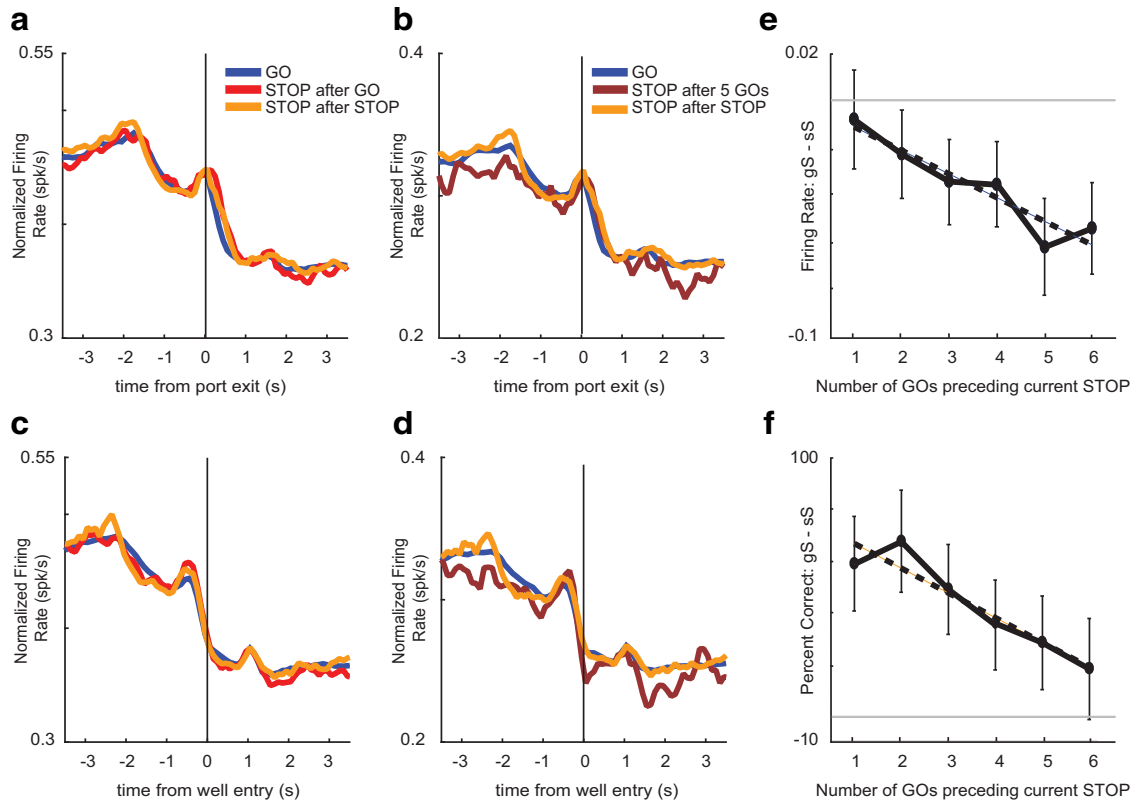 a
0.55
Normalized Firing
Rate (spk/s)
0.3
GO
STOP after GO
STOP after STOP
-3 -2 -1 0 1 2 3
time from port exit (s)
b
0.4
Normalized Firing
Rate (spk/s)
0.2
GO
STOP after 5 GOs
STOP after STOP
-3 -2 -1 0 1 2 3
time from port exit (s)
e
0.02
Firing Rate: gS - sS
-0.1
1 2 3 4 5 6
Number of GOs preceding current STOP
c
0.55
Normalized Firing
Rate (spk/s)
0.3
-3 -2 -1 0 1 2 3
time from well entry (s)
d
0.4
Normalized Firing
Rate (spk/s)
0.2
-3 -2 -1 0 1 2 3
time from well entry (s)
f
100
Percent Correct: gS - sS
-10
1 2 3 4 5 6
Number of GOs preceding current STOP